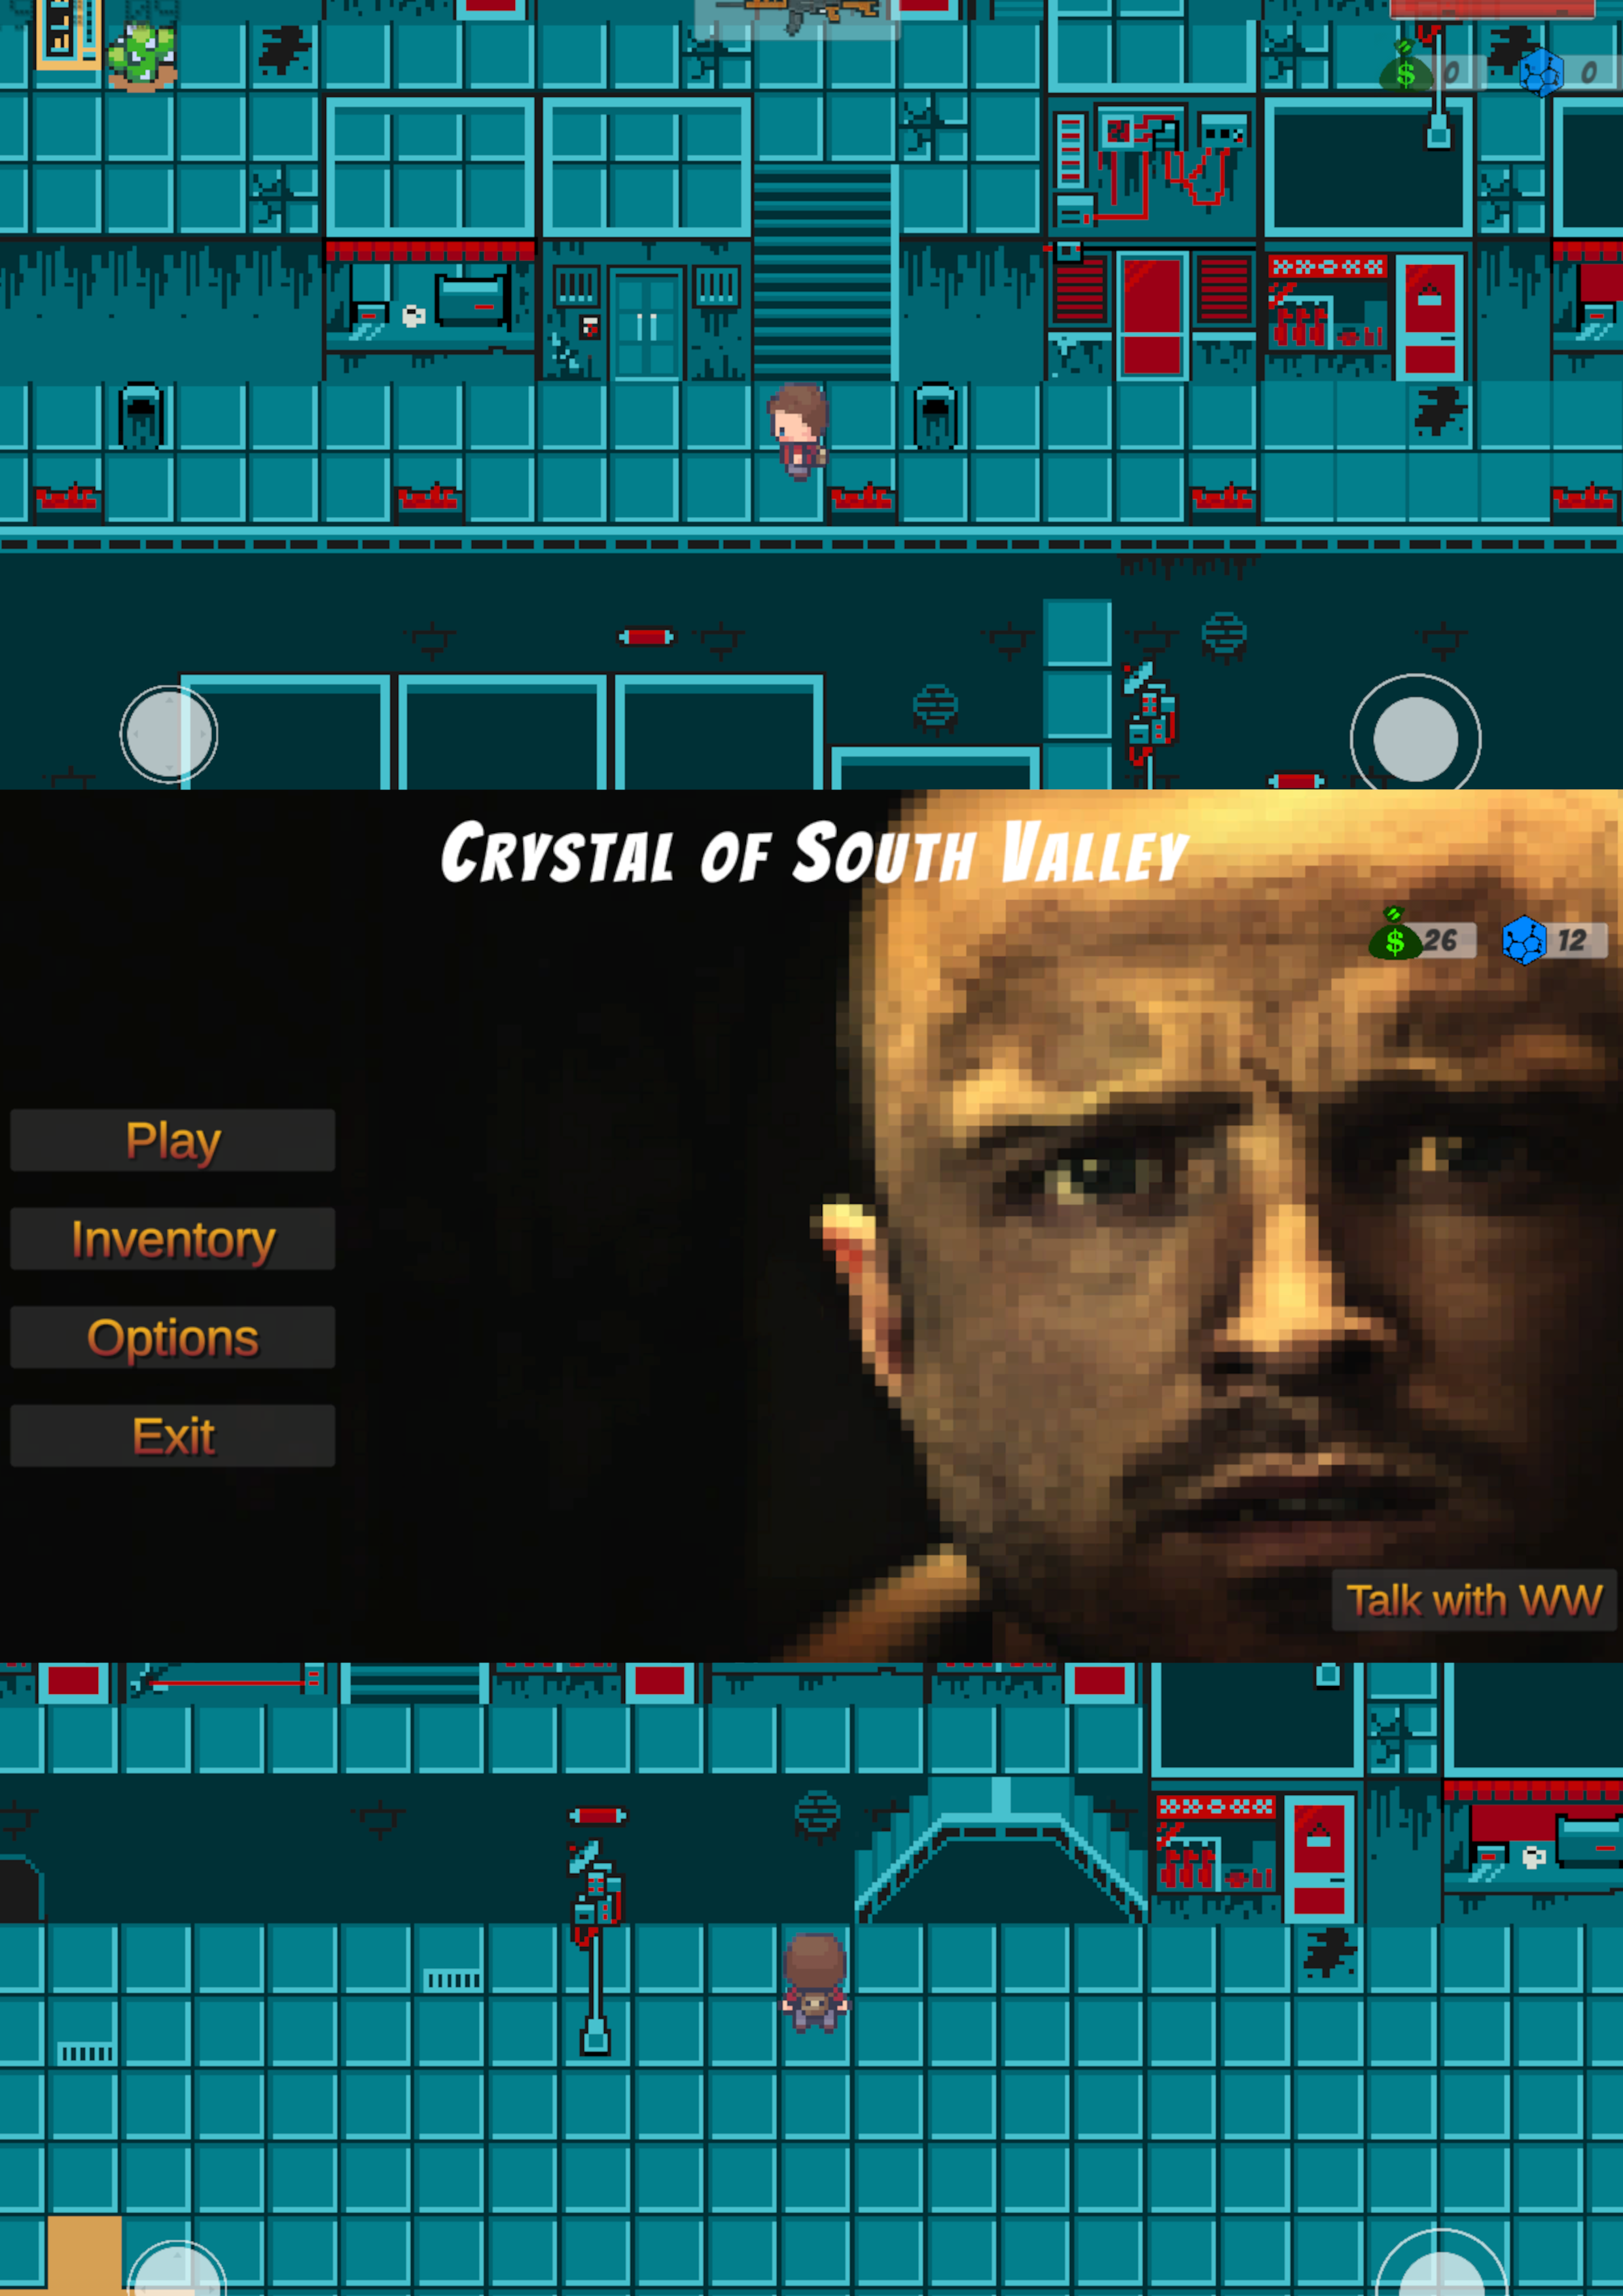 0 0
Crystal of South Valley
26 12
Play
Inventory
Options
Exit
Talk with WW